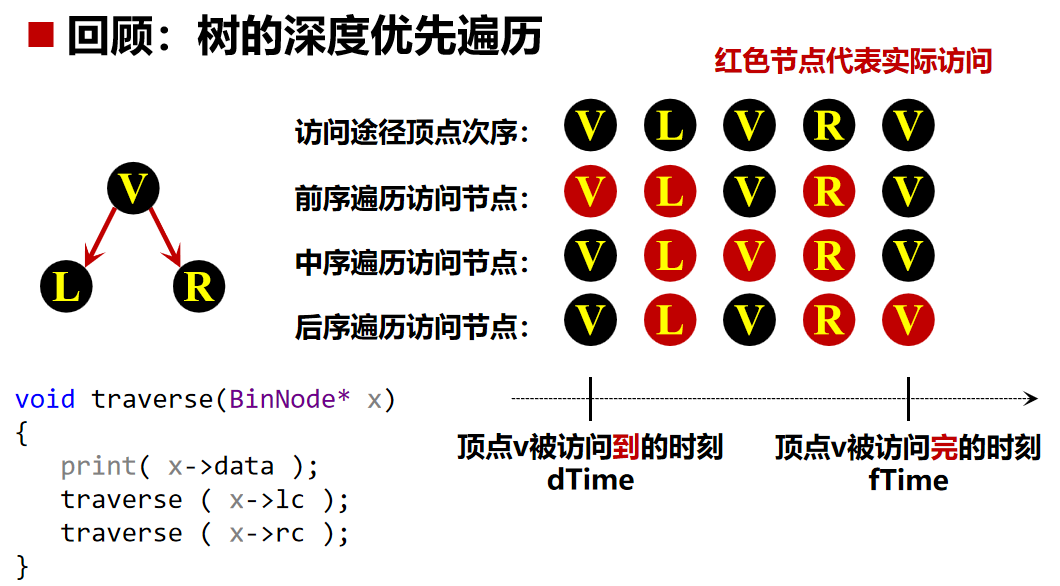 回顾：树的深度优先遍历
红色节点代表实际访问
访问途径顶点次序： V L V R V
前序遍历访问节点： V L V R V
中序遍历访问节点： V L V R V
后序遍历访问节点： V L V R V
V
L R
顶点v被访问到的时刻
dTime
顶点v被访问完的时刻
fTime
void traverse(BinNode* x)
{
print( x->data );
traverse ( x->lc );
traverse ( x->rc );
}